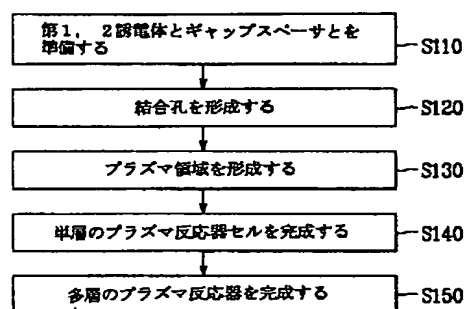 第1，2誘電体とギャップスペーサとを
準備する
S110
結合孔を形成する
S120
プラズマ領域を形成する
S130
単層のプラズマ反応器セルを完成する
S140
多層のプラズマ反応器を完成する
S150